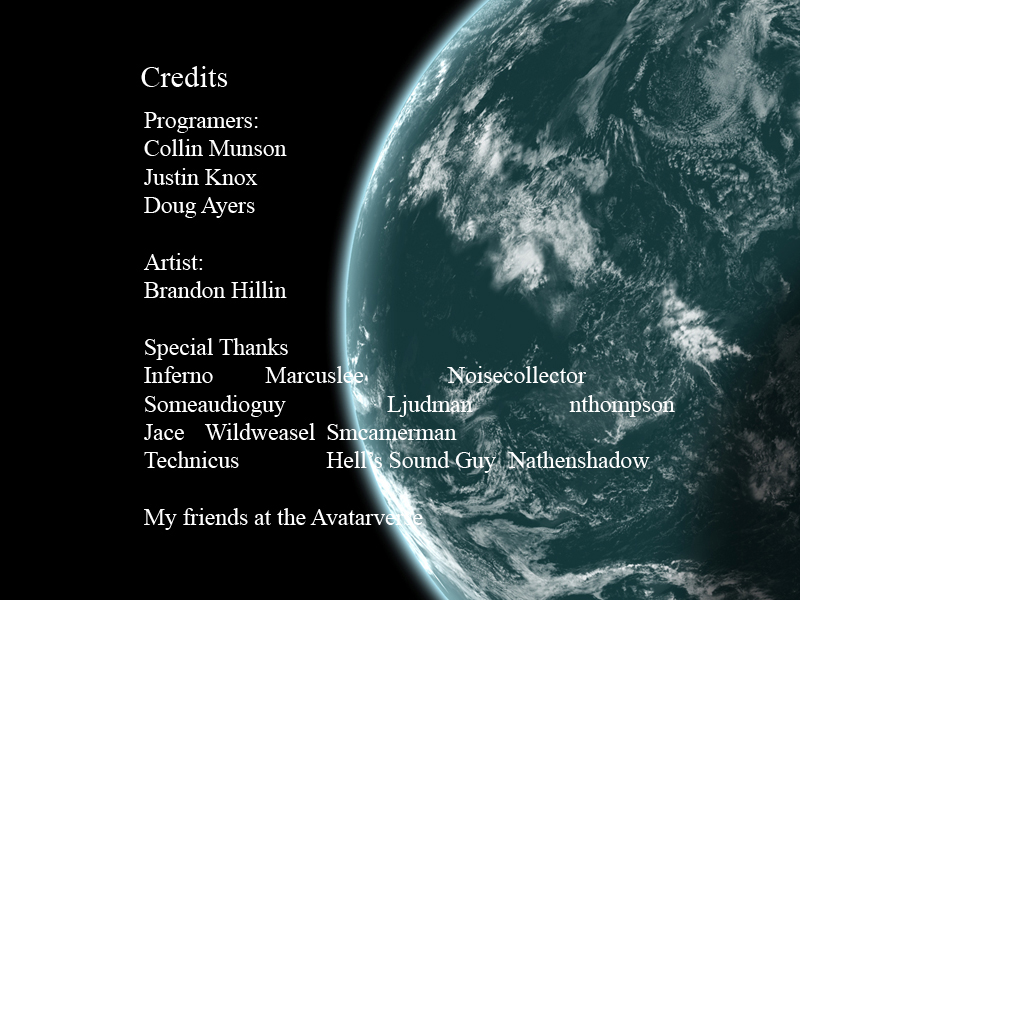 Credits
Programers:
Collin Munson
Justin Knox
Doug Ayers
Artist:
Brandon Hillin
Special Thanks
Inferno Marcuslee Noisecollector
Someaudioguy Ljudman nthompson
Jace Wildweasel Smcamerman
Technicus Hell's Sound Guy Nathenshadow
My friends at the Avatarverse